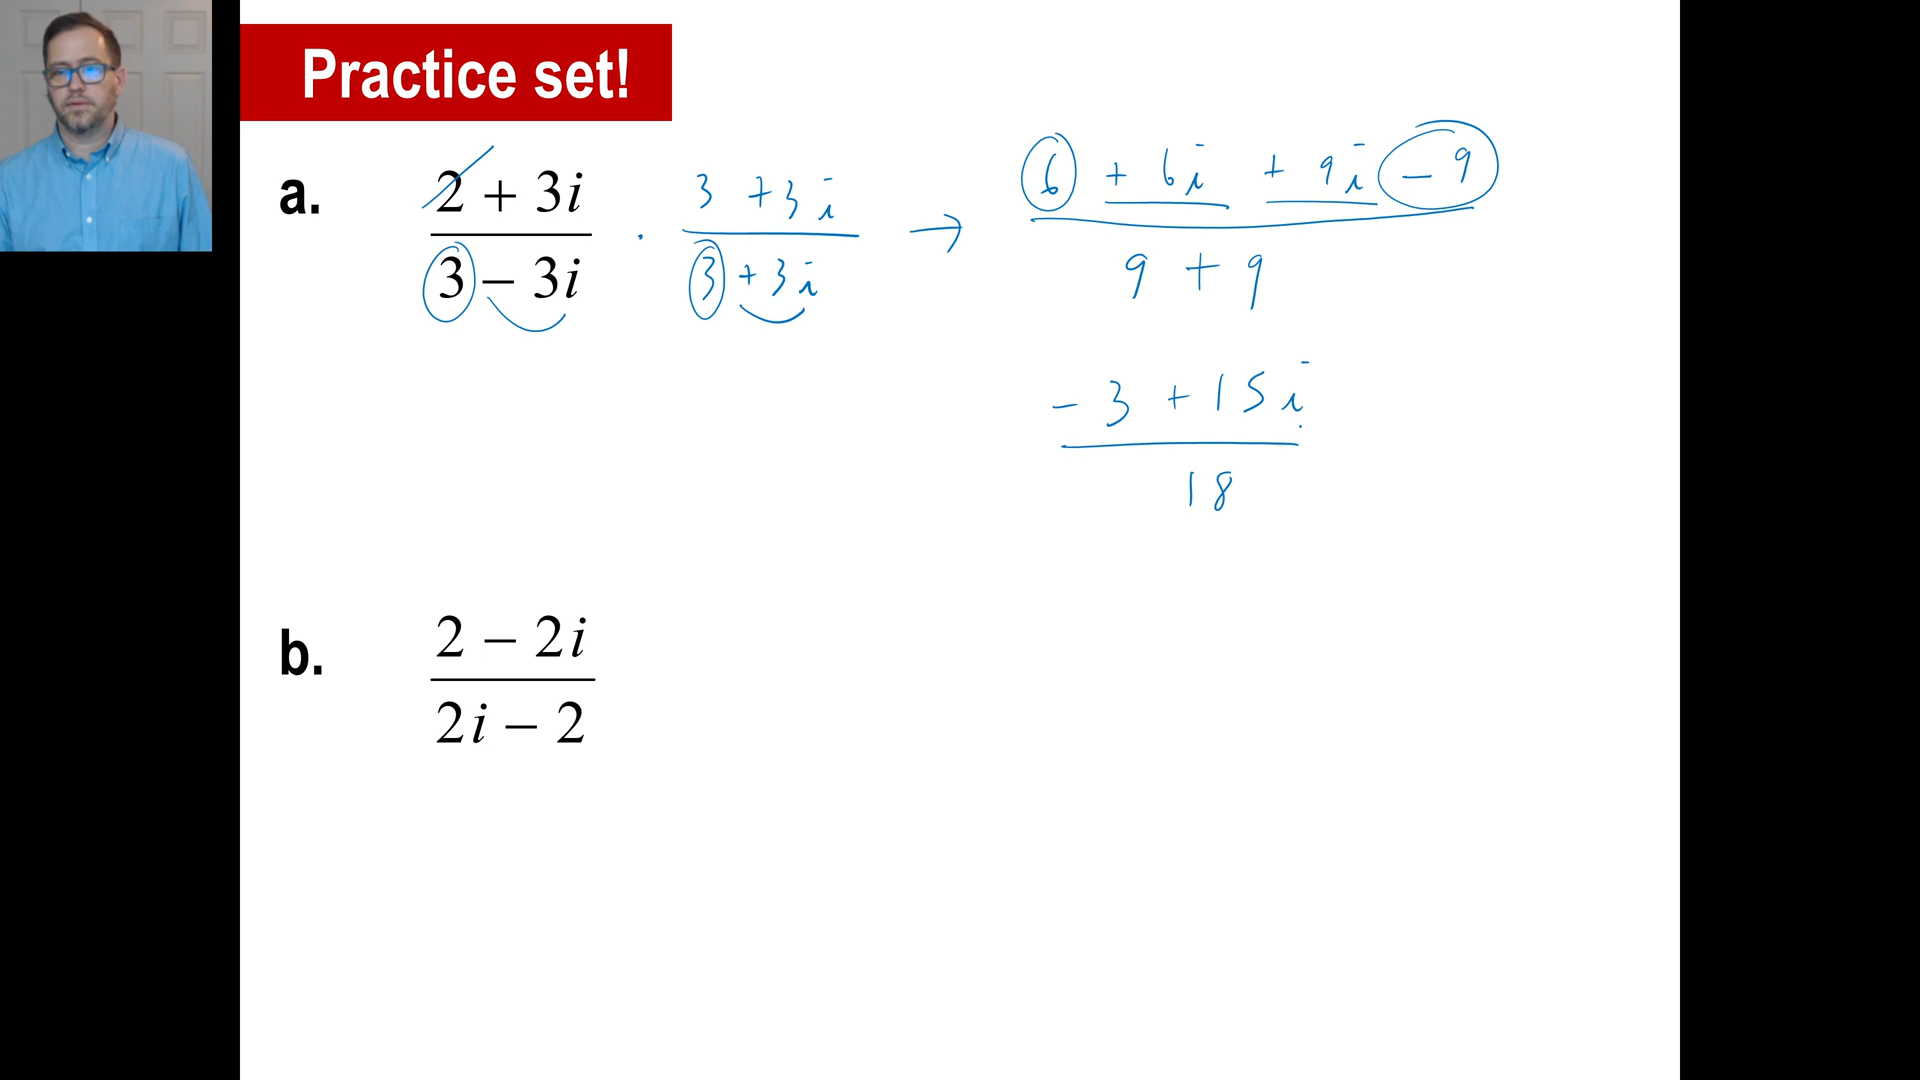 Practice set!
a. (2 + 3i)/(3 − 3i) · (3 + 3i)/(3 + 3i) → (6 + 6i + 9i − 9)/(9 + 9)
(−3 + 15i)/18
b. (2 − 2i)/(2i − 2)